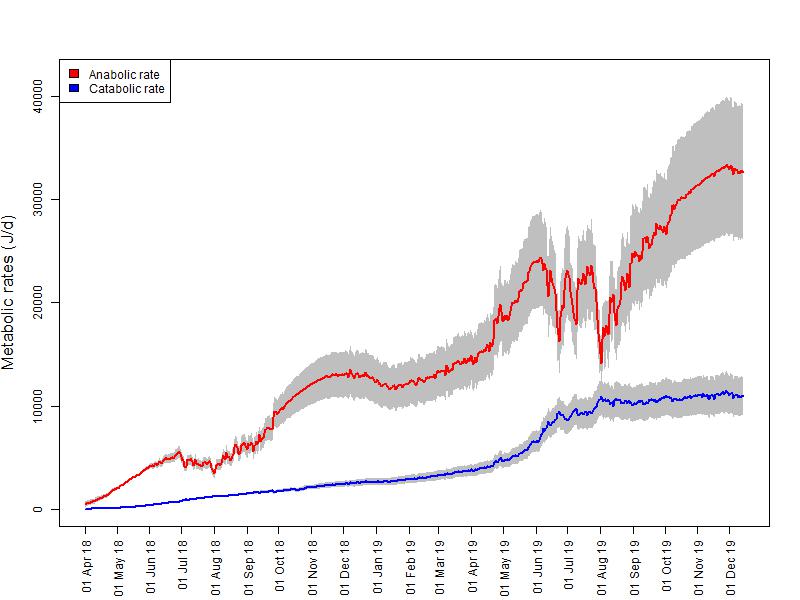 Anabolic rate
Catabolic rate
Metabolic rates (J/d)
40000
30000
20000
10000
0
01 Apr 18
01 May 18
01 Jun 18
01 Jul 18
01 Aug 18
01 Sep 18
01 Oct 18
01 Nov 18
01 Dec 18
01 Jan 19
01 Feb 19
01 Mar 19
01 Apr 19
01 May 19
01 Jun 19
01 Jul 19
01 Aug 19
01 Sep 19
01 Oct 19
01 Nov 19
01 Dec 19